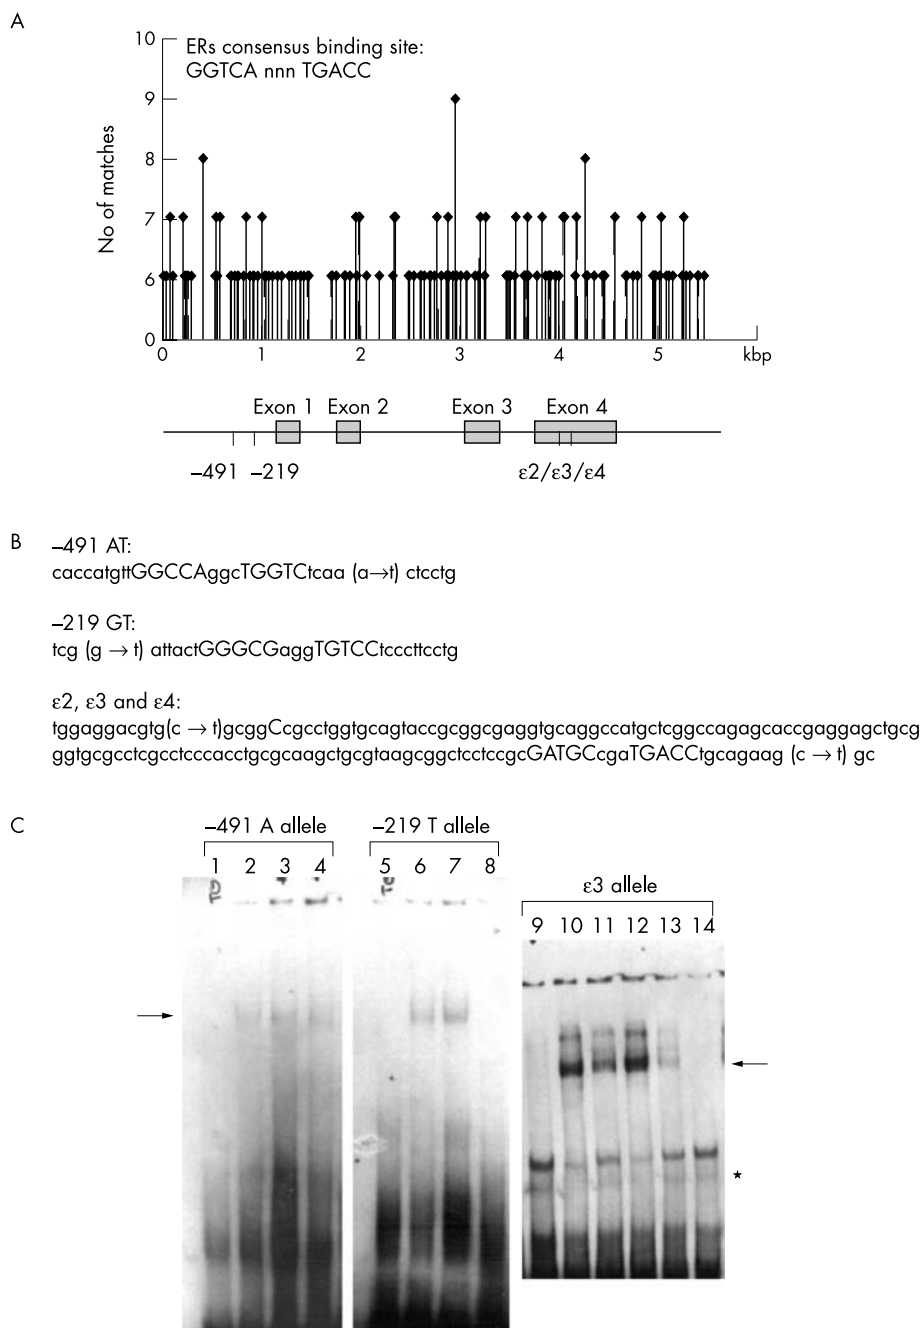 A
ERs consensus binding site:
GGTCA nnn TGACC
No of matches
10
9
8
7
6
0
0 1 2 3 4 5 kbp
Exon 1 Exon 2 Exon 3 Exon 4
–491 –219 ε2/ε3/ε4
B
–491 AT:
caccatgttGGCCAggcTGGTCtcaa (a→t) ctcctg
–219 GT:
tcg (g → t) attactGGGCGaggTGTCCtcccttcctg
ε2, ε3 and ε4:
tggaggacgtg(c → t)gcggCcgcctggtgcagtaccgcggcgaggtgcaggccatgctcggccagagcaccgaggagctgcg
ggtgcgcctcgcctcccacctgcgcaagctgcgtaagcggctcctccgcGATGCcgaTGACCtgcagaag (c → t) gc
C
–491 A allele –219 T allele
1 2 3 4 5 6 7 8
ε3 allele
9 10 11 12 13 14